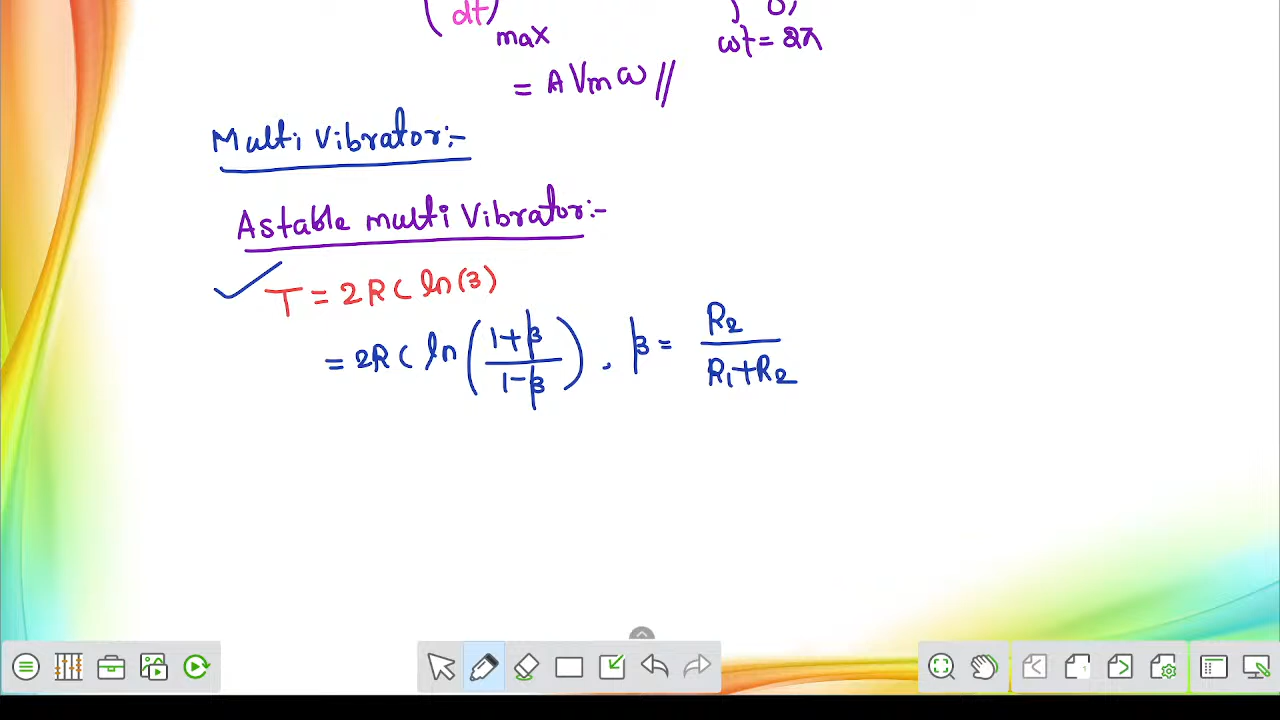 (dt)max } 0,
ωt = 2π
= A Vm ω //
Multi Vibrator:-
Astable multi Vibrator:-
✓ T = 2RC ln(3)
= 2RC ln((1+β)/(1-β)) , β = R2/(R1+R2)